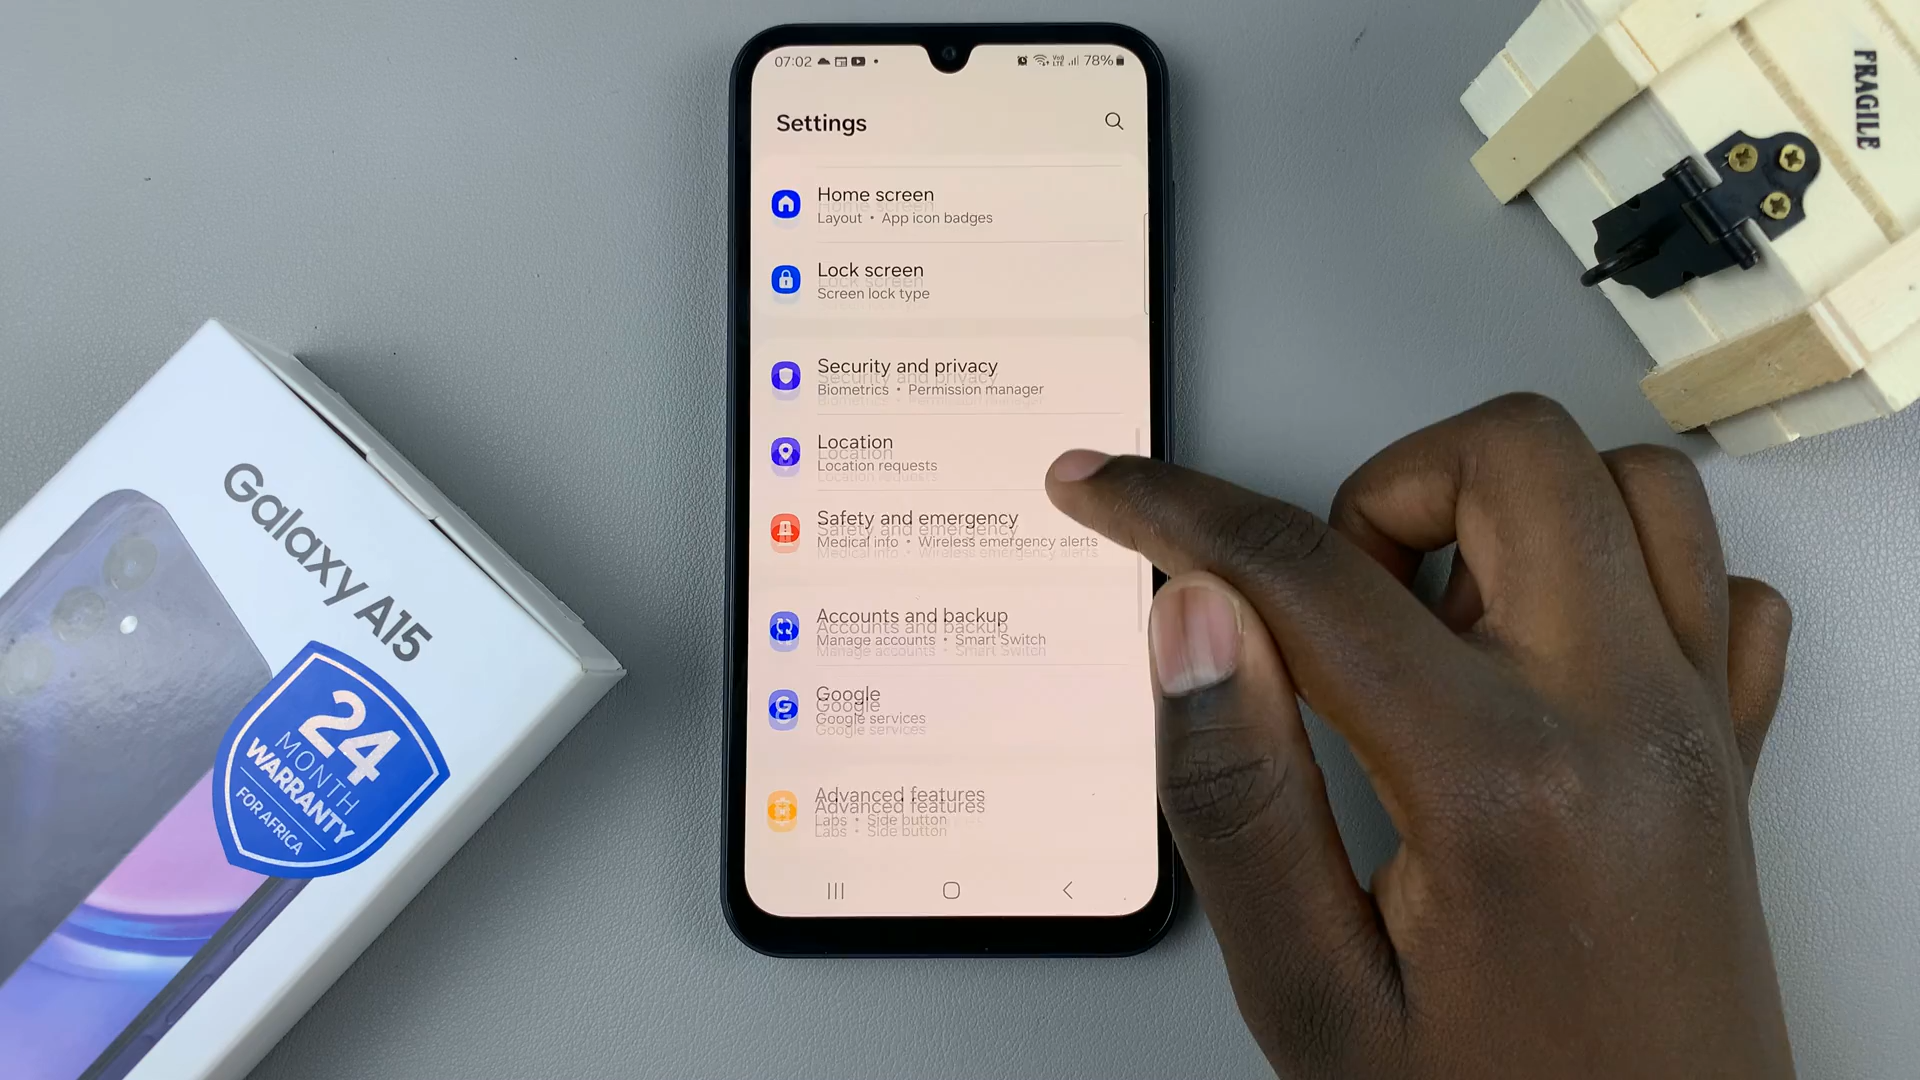 07:02
Vo)) LTE 78%
Settings
Home screen
Layout • App icon badges
Lock screen
Screen lock type
Security and privacy
Biometrics • Permission manager
Location
Location requests
Safety and emergency
Medical info • Wireless emergency alerts
Accounts and backup
Manage accounts • Smart Switch
Google
Google services
Advanced features
Labs • Side button
Galaxy A15
24
MONTH
WARRANTY
FOR AFRICA
FRAGILE